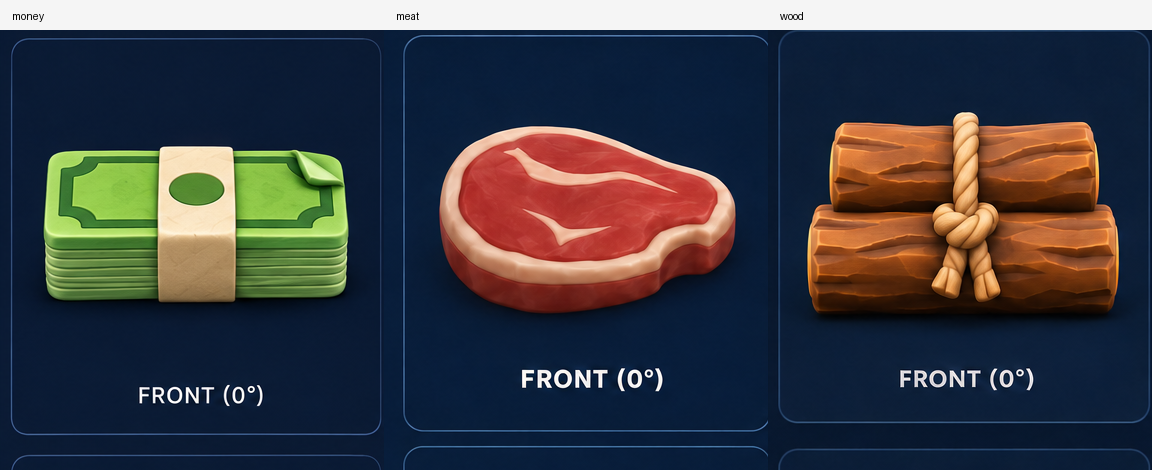 money
meat
wood
FRONT (0°)
FRONT (0°)
FRONT (0°)